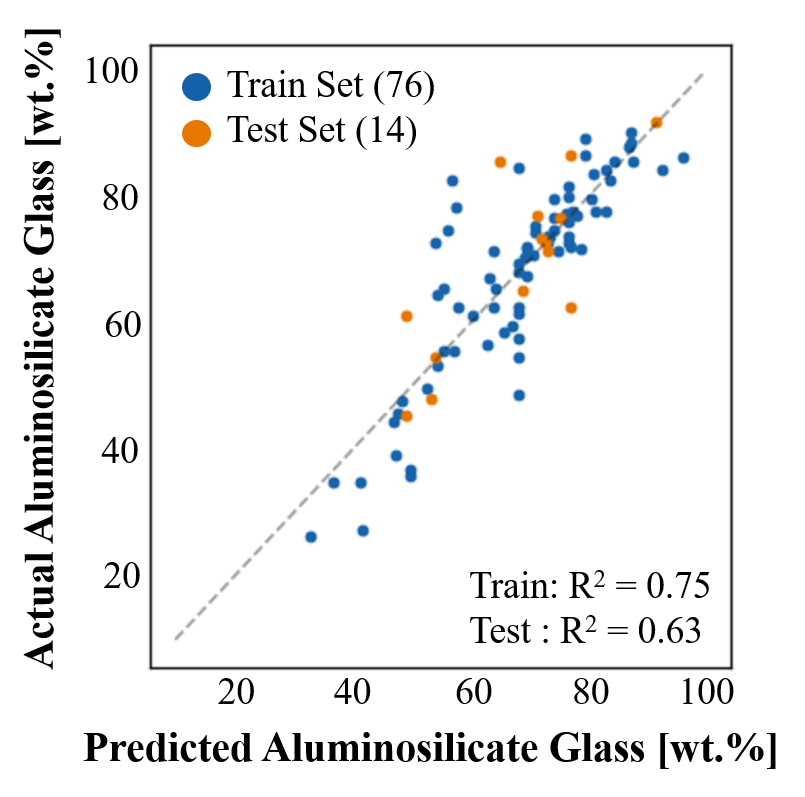 Actual Aluminosilicate Glass [wt.%]
100
80
60
40
20
Train Set (76)
Test Set (14)
Train: R² = 0.75
Test : R² = 0.63
20 40 60 80 100
Predicted Aluminosilicate Glass [wt.%]